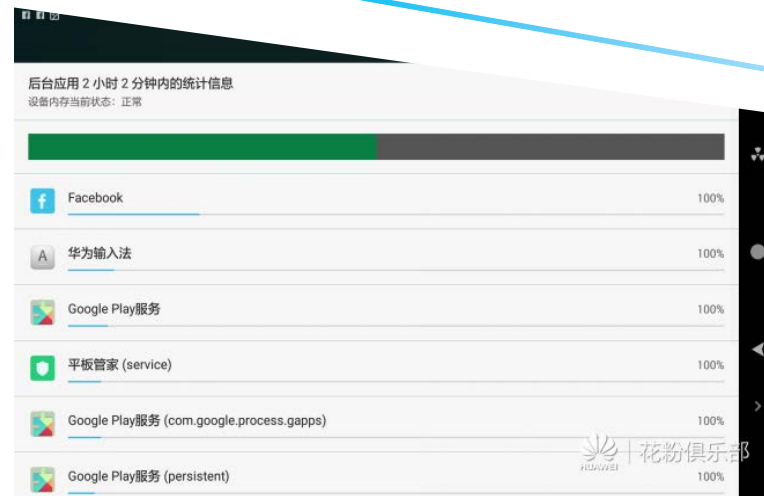 后台应用 2 小时 2 分钟内的统计信息
设备内存当前状态：正常
Facebook 100%
A 华为输入法 100%
Google Play服务 100%
平板管家 (service) 100%
Google Play服务 (com.google.process.gapps) 100%
HUAWEI 花粉俱乐部
Google Play服务 (persistent) 100%